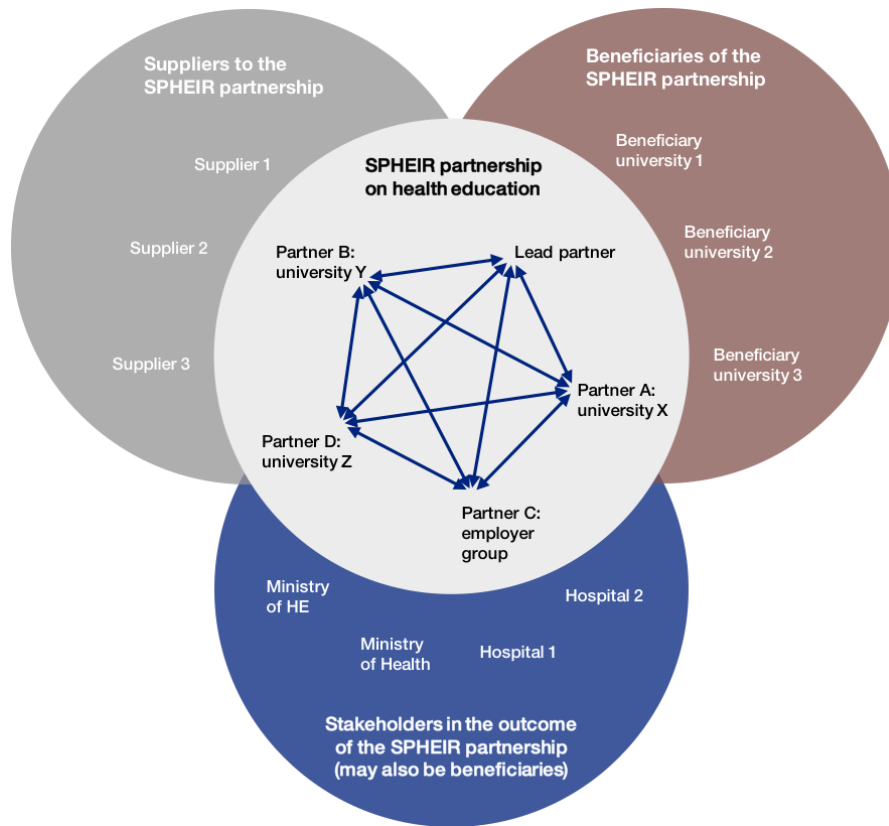 Suppliers to the
SPHEIR partnership
Supplier 1
Supplier 2
Supplier 3
Beneficiaries of the
SPHEIR partnership
Beneficiary
university 1
Beneficiary
university 2
Beneficiary
university 3
SPHEIR partnership
on health education
Partner B:
university Y
Lead partner
Partner A:
university X
Partner D:
university Z
Partner C:
employer
group
Ministry
of HE
Ministry
of Health
Hospital 1
Hospital 2
Stakeholders in the outcome
of the SPHEIR partnership
(may also be beneficiaries)